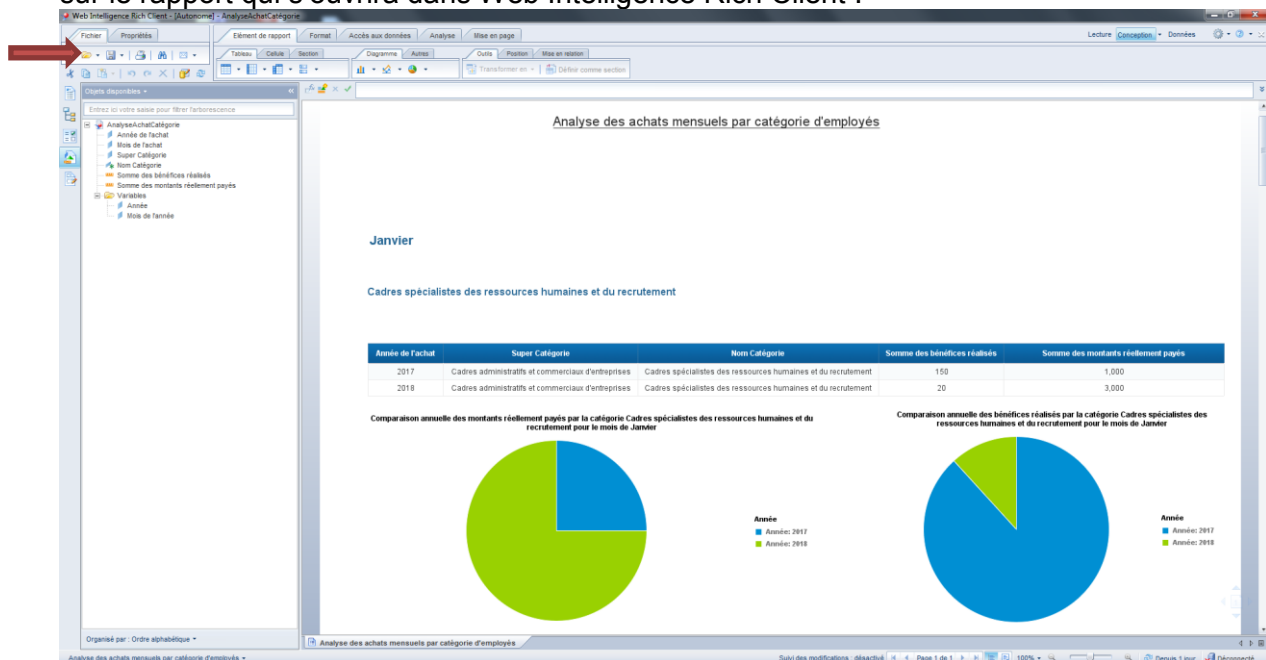 sur le rapport qui s'ouvrira dans Web Intelligence Rich Client :
Web Intelligence Rich Client - [Autonome] - AnalyseAchatCatégorie
Fichier Propriétés Elément de rapport Format Accès aux données Analyse Mise en page Lecture Conception Données
Tableau Cellule Section Diagramme Autres Outils Position Mise en relation
Transformer en Définir comme section
Objets disponibles
Entrez ici votre saisie pour filtrer l'arborescence
AnalyseAchatCatégorie
Année de l'achat
Mois de l'achat
Super Catégorie
Nom Catégorie
Somme des bénéfices réalisés
Somme des montants réellement payés
Variables
Année
Mois de l'année
Analyse des achats mensuels par catégorie d'employés
Janvier
Cadres spécialistes des ressources humaines et du recrutement
Année de l'achat Super Catégorie Nom Catégorie Somme des bénéfices réalisés Somme des montants réellement payés
2017 Cadres administratifs et commerciaux d'entreprises Cadres spécialistes des ressources humaines et du recrutement 150 1,000
2018 Cadres administratifs et commerciaux d'entreprises Cadres spécialistes des ressources humaines et du recrutement 20 3,000
Comparaison annuelle des montants réellement payés par la catégorie Cadres spécialistes des ressources humaines et du
recrutement pour le mois de Janvier
Comparaison annuelle des bénéfices réalisés par la catégorie Cadres spécialistes des
ressources humaines et du recrutement pour le mois de Janvier
Année
Année: 2017
Année: 2018
Année
Année: 2017
Année: 2018
Organisé par : Ordre alphabétique
Analyse des achats mensuels par catégorie d'employés
Analyse des achats mensuels par catégorie d'employés Suivi des modifications : désactivé Page 1 de 1 100% Depuis 1 jour Déconnecté